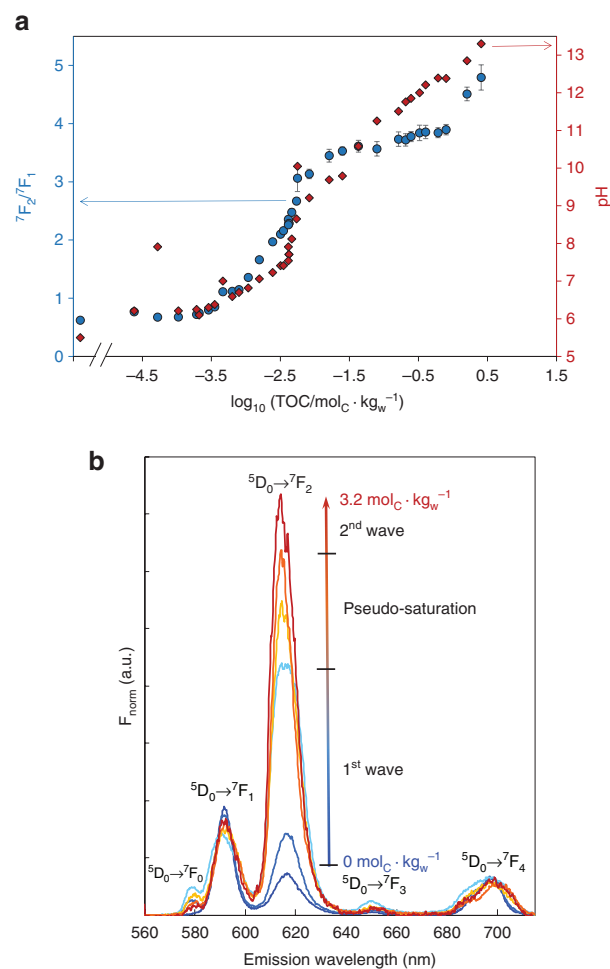 a
5
4
3
2
1
0
⁷F₂/⁷F₁
13
12
11
10
9
8
7
6
5
pH
−4.5 −3.5 −2.5 −1.5 −0.5 0.5 1.5
log₁₀ (TOC/mol_C · kg_w⁻¹)
b
⁵D₀→⁷F₂
3.2 mol_C · kg_w⁻¹
2nd wave
Pseudo-saturation
1st wave
F_norm (a.u.)
⁵D₀→⁷F₁
⁵D₀→⁷F₀
0 mol_C · kg_w⁻¹
⁵D₀→⁷F₃
⁵D₀→⁷F₄
560 580 600 620 640 660 680 700
Emission wavelength (nm)